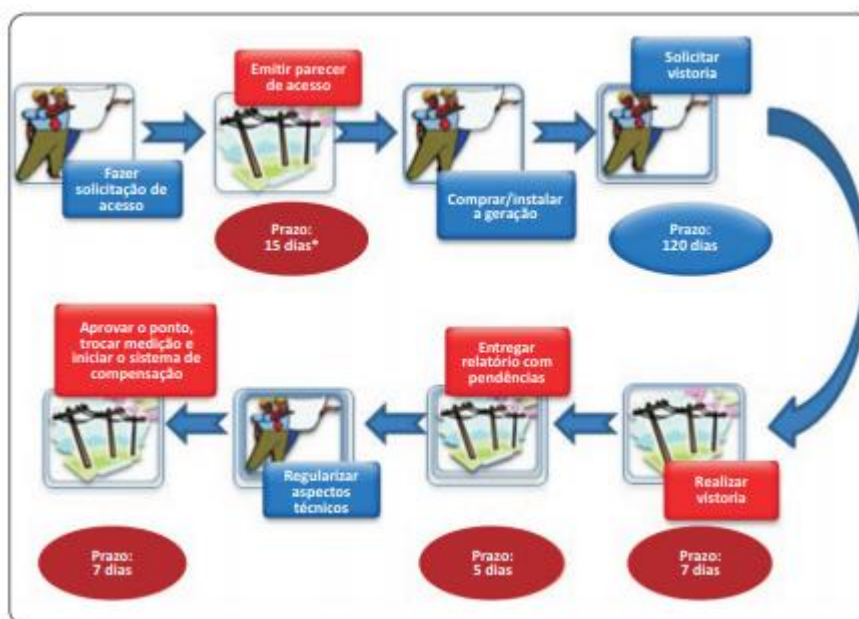 Fazer
solicitação de
acesso
Emitir parecer
de acesso
Prazo:
15 dias*
Comprar/instalar
a geração
Solicitar
vistoria
Prazo:
120 dias
Realizar
vistoria
Prazo:
7 dias
Entregar
relatório com
pendências
Prazo:
5 dias
Regularizar
aspectos
técnicos
Aprovar o ponto,
trocar medição e
iniciar o sistema de
compensação
Prazo:
7 dias